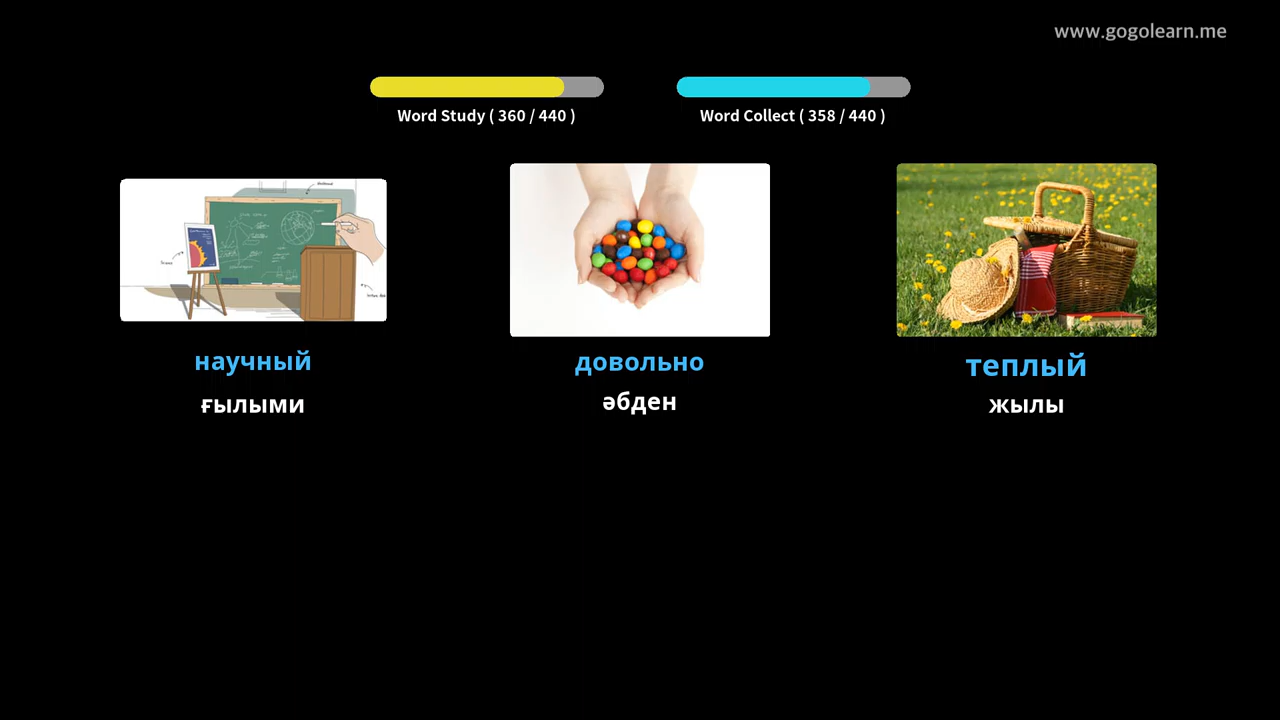 www.gogolearn.me
Word Study ( 360 / 440 )
Word Collect ( 358 / 440 )
научный
довольно
теплый
ғылыми
әбден
жылы